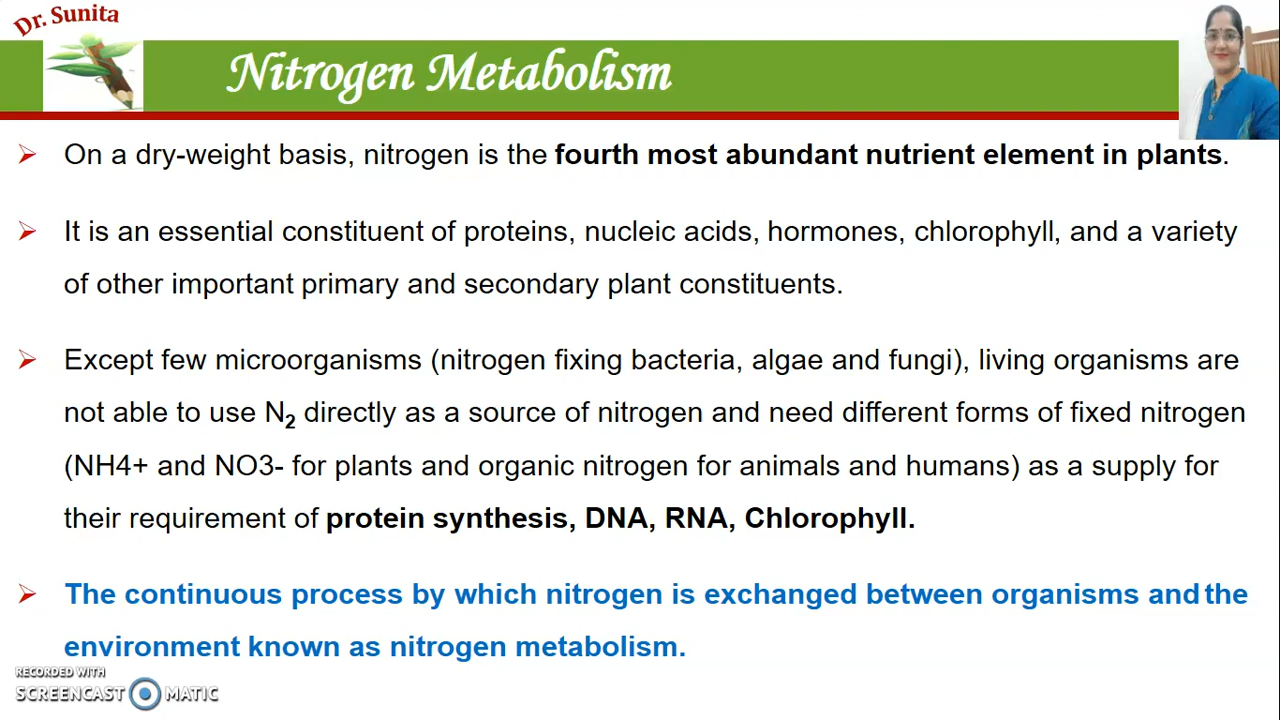 Dr. Sunita
Nitrogen Metabolism
On a dry-weight basis, nitrogen is the fourth most abundant nutrient element in plants.
It is an essential constituent of proteins, nucleic acids, hormones, chlorophyll, and a variety
of other important primary and secondary plant constituents.
Except few microorganisms (nitrogen fixing bacteria, algae and fungi), living organisms are
not able to use N₂ directly as a source of nitrogen and need different forms of fixed nitrogen
(NH4+ and NO3- for plants and organic nitrogen for animals and humans) as a supply for
their requirement of protein synthesis, DNA, RNA, Chlorophyll.
The continuous process by which nitrogen is exchanged between organisms and the
environment known as nitrogen metabolism.
RECORDED WITH
SCREENCAST MATIC